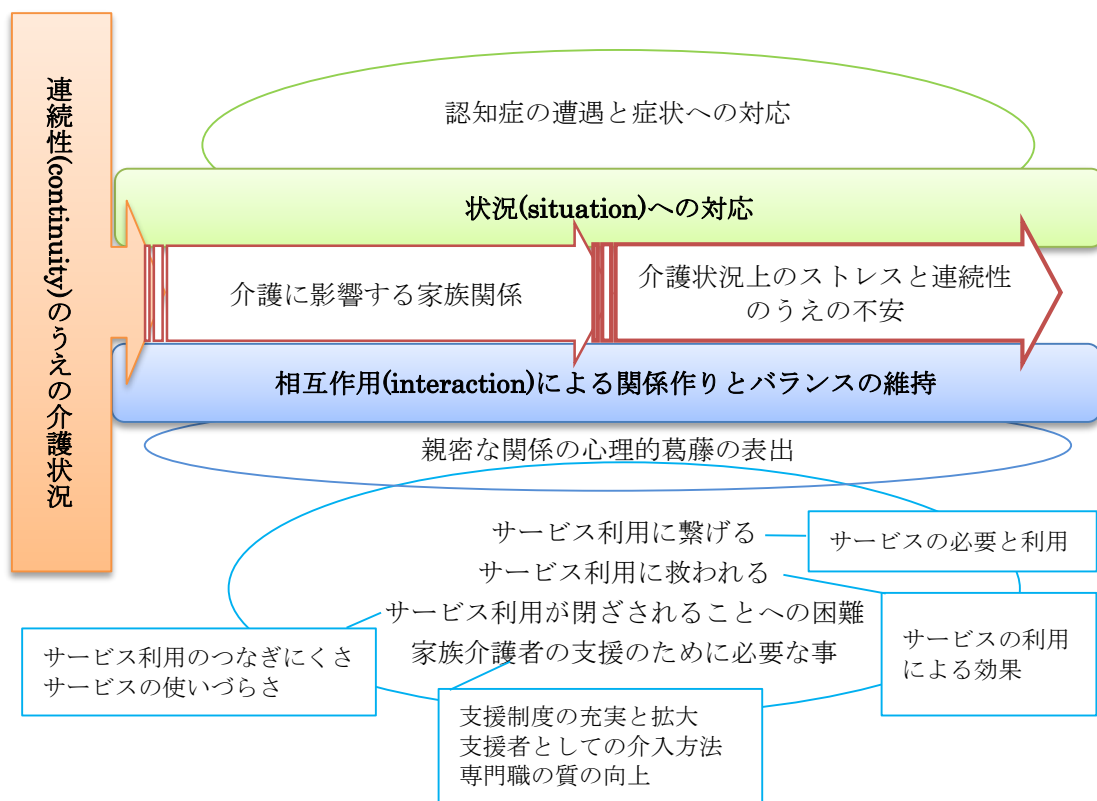 連続性(continuity)のうえの介護状況
認知症の遭遇と症状への対応
状況(situation)への対応
介護に影響する家族関係
介護状況上のストレスと連続性
のうえの不安
相互作用(interaction)による関係作りとバランスの維持
親密な関係の心理的葛藤の表出
サービス利用に繋げる
サービスの必要と利用
サービス利用に救われる
サービス利用が閉ざされることへの困難
サービスの利用
による効果
サービス利用のつなぎにくさ
サービスの使いづらさ
家族介護者の支援のために必要な事
支援制度の充実と拡大
支援者としての介入方法
専門職の質の向上